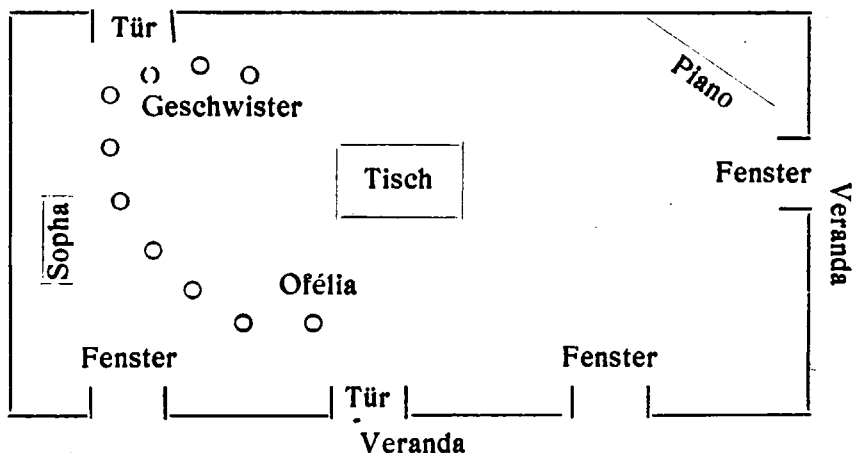 Tür
Piano
Geschwister
Tisch
Fenster
Veranda
Sopha
Ofélia
Fenster
Fenster
Tür
Veranda